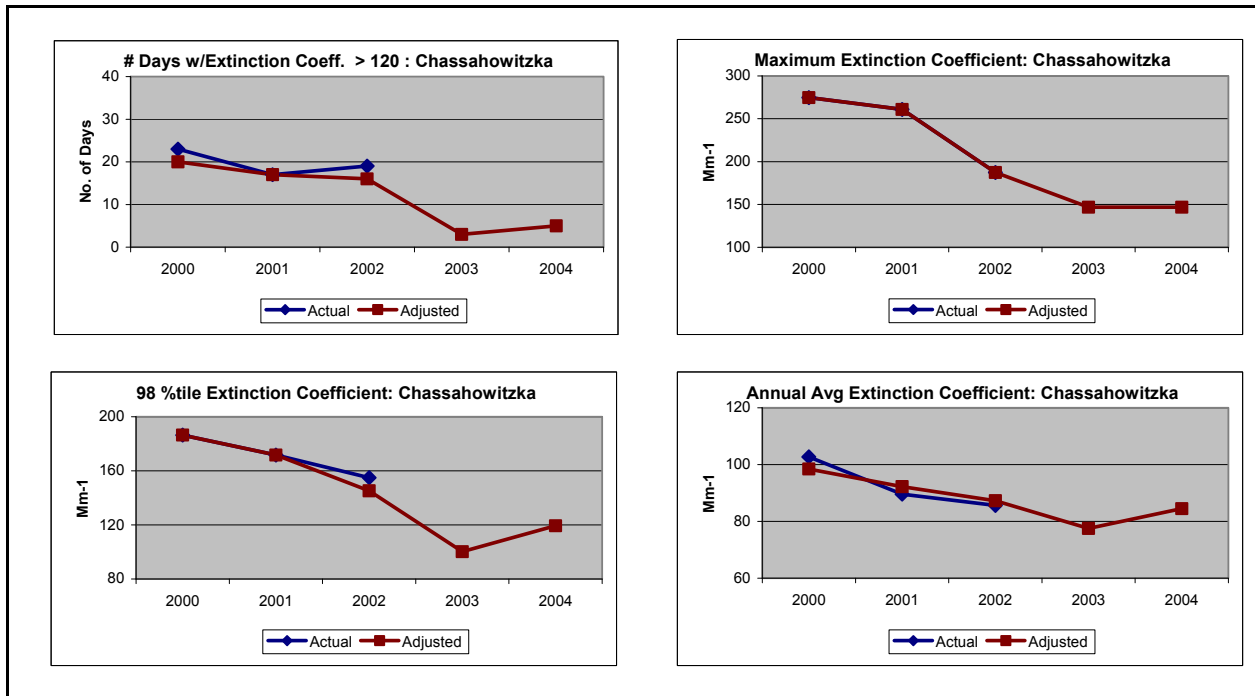 # Days w/Extinction Coeff. > 120 : Chassahowitzka
40
30
20
10
0
No. of Days
2000 2001 2002 2003 2004
Actual Adjusted
Maximum Extinction Coefficient: Chassahowitzka
300
250
200
150
100
Mm-1
2000 2001 2002 2003 2004
Actual Adjusted
98 %tile Extinction Coefficient: Chassahowitzka
200
160
120
80
Mm-1
2000 2001 2002 2003 2004
Actual Adjusted
Annual Avg Extinction Coefficient: Chassahowitzka
120
100
80
60
Mm-1
2000 2001 2002 2003 2004
Actual Adjusted